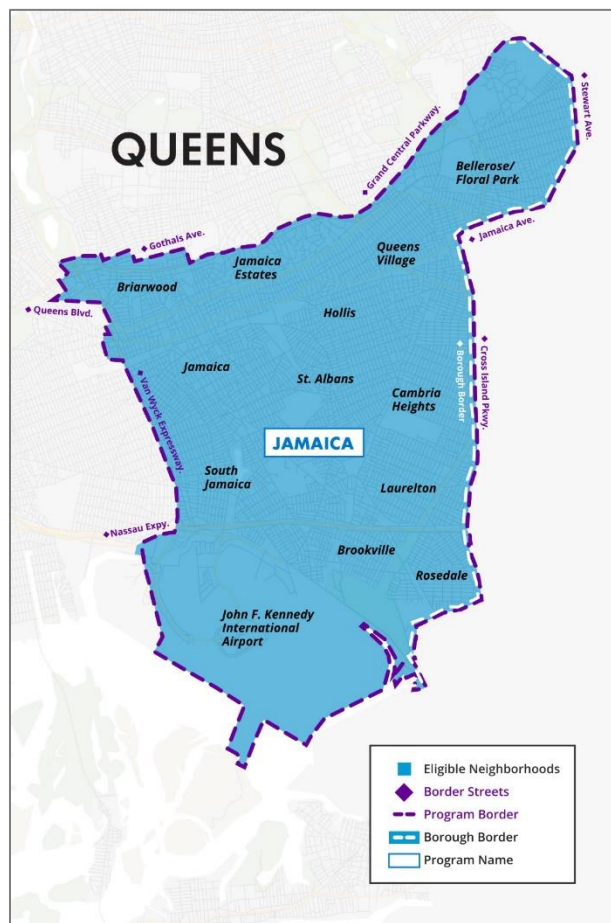 QUEENS
Stewart Ave.
Grand Central Parkway.
Bellerose/
Floral Park
Jamaica Ave.
Gothals Ave.
Queens
Village
Jamaica
Estates
Briarwood
Queens Blvd.
Hollis
Van Wyck Expressway.
Jamaica
St. Albans
Borough Border
Cross Island Pkwy.
Cambria
Heights
JAMAICA
South
Jamaica
Laurelton
Nassau Expy.
Brookville
Rosedale
John F. Kennedy
International
Airport
Eligible Neighborhoods
Border Streets
Program Border
Borough Border
Program Name